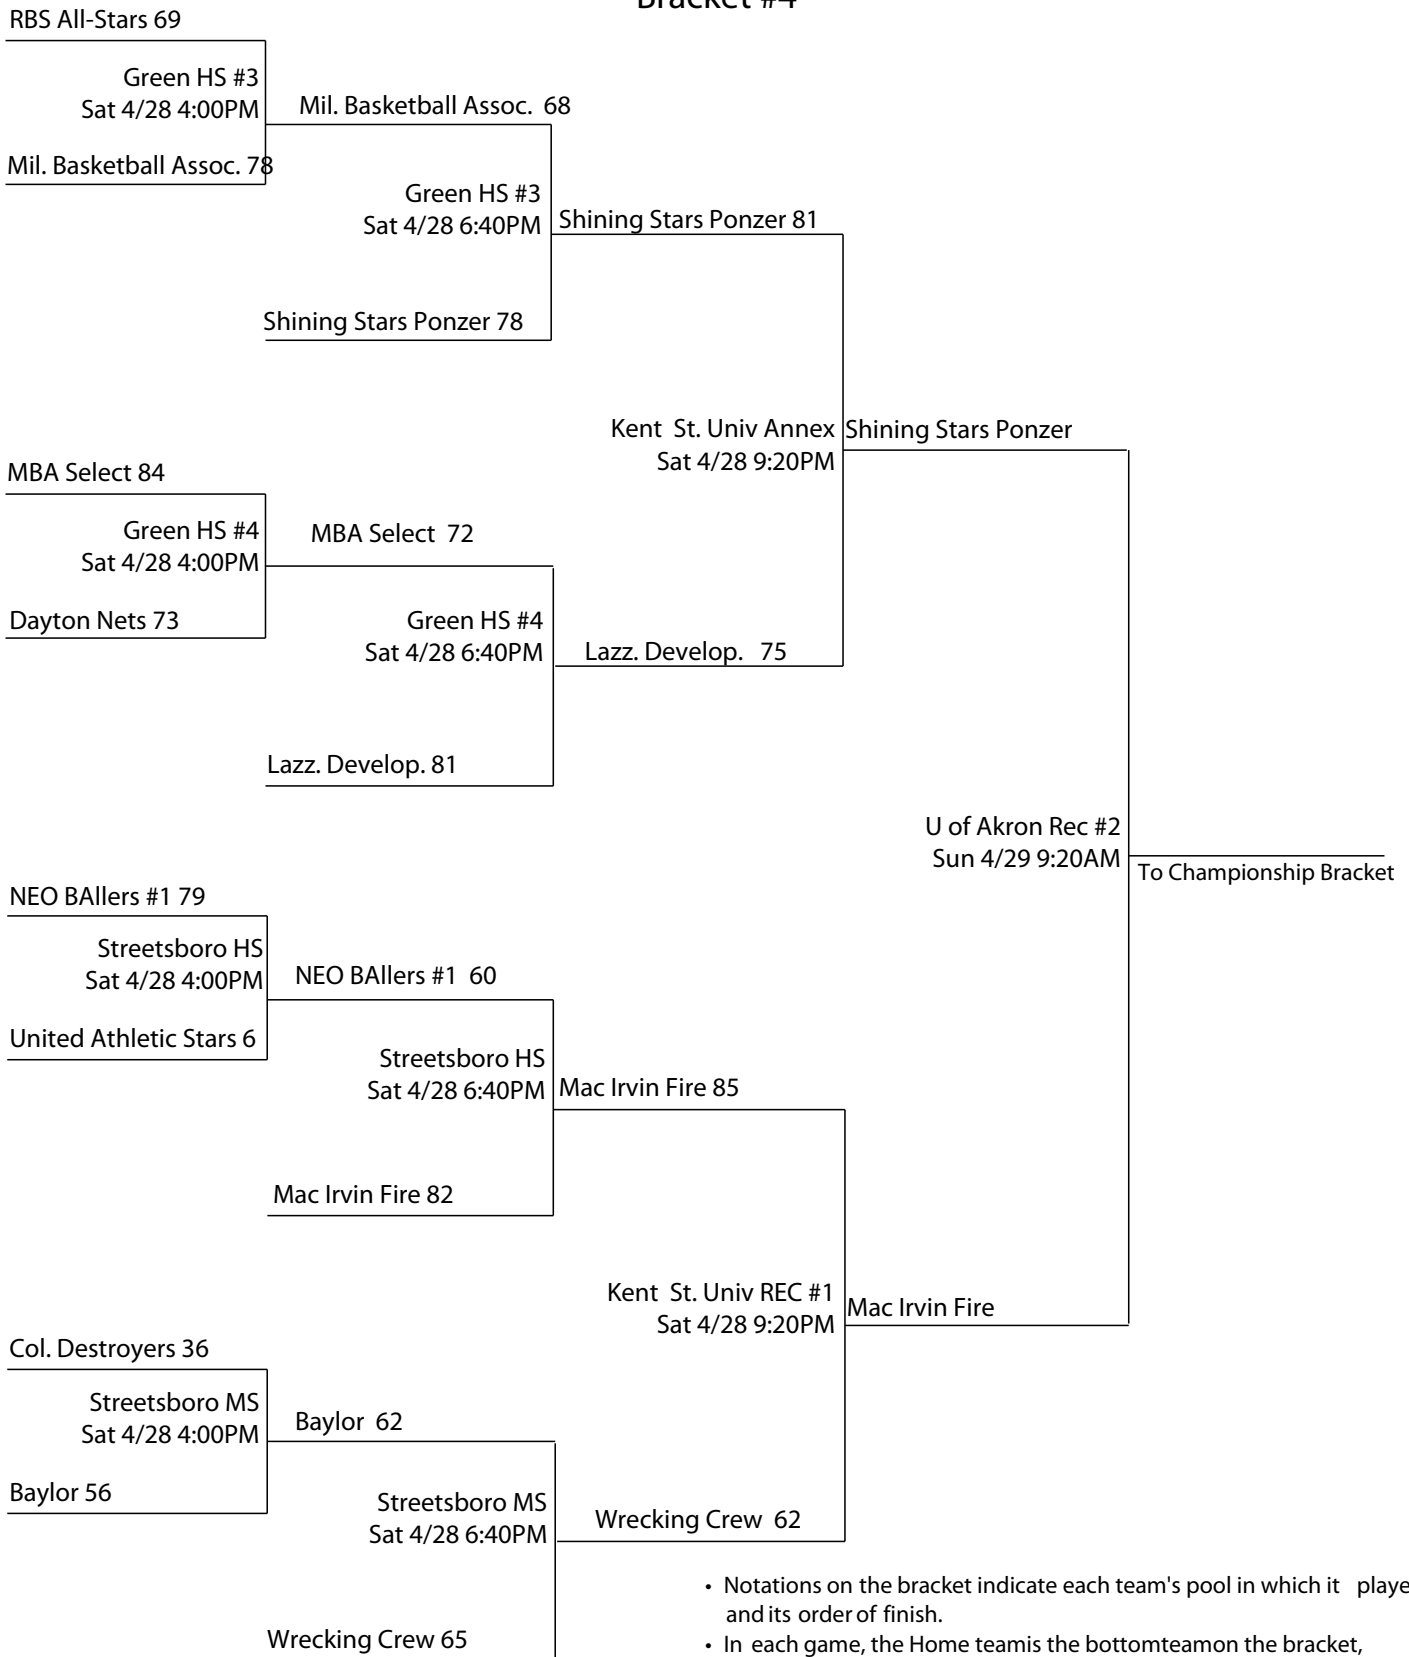 Bracket #4
RBS All-Stars 69
Green HS #3
Sat 4/28 4:00PM
Mil. Basketball Assoc. 68
Mil. Basketball Assoc. 78
Green HS #3
Sat 4/28 6:40PM
Shining Stars Ponzer 81
Shining Stars Ponzer 78
Kent St. Univ Annex
Sat 4/28 9:20PM
Shining Stars Ponzer
MBA Select 84
Green HS #4
Sat 4/28 4:00PM
MBA Select 72
Dayton Nets 73
Green HS #4
Sat 4/28 6:40PM
Lazz. Develop. 75
Lazz. Develop. 81
U of Akron Rec #2
Sun 4/29 9:20AM
To Championship Bracket
NEO BAllers #1 79
Streetsboro HS
Sat 4/28 4:00PM
NEO BAllers #1 60
United Athletic Stars 6
Streetsboro HS
Sat 4/28 6:40PM
Mac Irvin Fire 85
Mac Irvin Fire 82
Kent St. Univ REC #1
Sat 4/28 9:20PM
Mac Irvin Fire
Col. Destroyers 36
Streetsboro MS
Sat 4/28 4:00PM
Baylor 62
Baylor 56
Streetsboro MS
Sat 4/28 6:40PM
Wrecking Crew 62
Wrecking Crew 65
• Notations on the bracket indicate each team's pool in which it playe
and its order of finish.
• In each game, the Home teamis the bottomteamon the bracket,